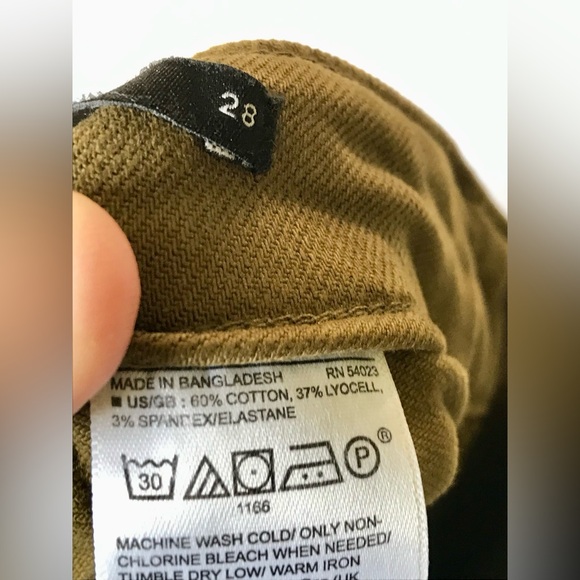 28
MADE IN BANGLADESH RN 54023
US/GB : 60% COTTON, 37% LYOCELL,
3% SPANDEX/ELASTANE
30 P ®
1166
MACHINE WASH COLD/ ONLY NON-
CHLORINE BLEACH WHEN NEEDED/
TUMBLE DRY LOW/ WARM IRON